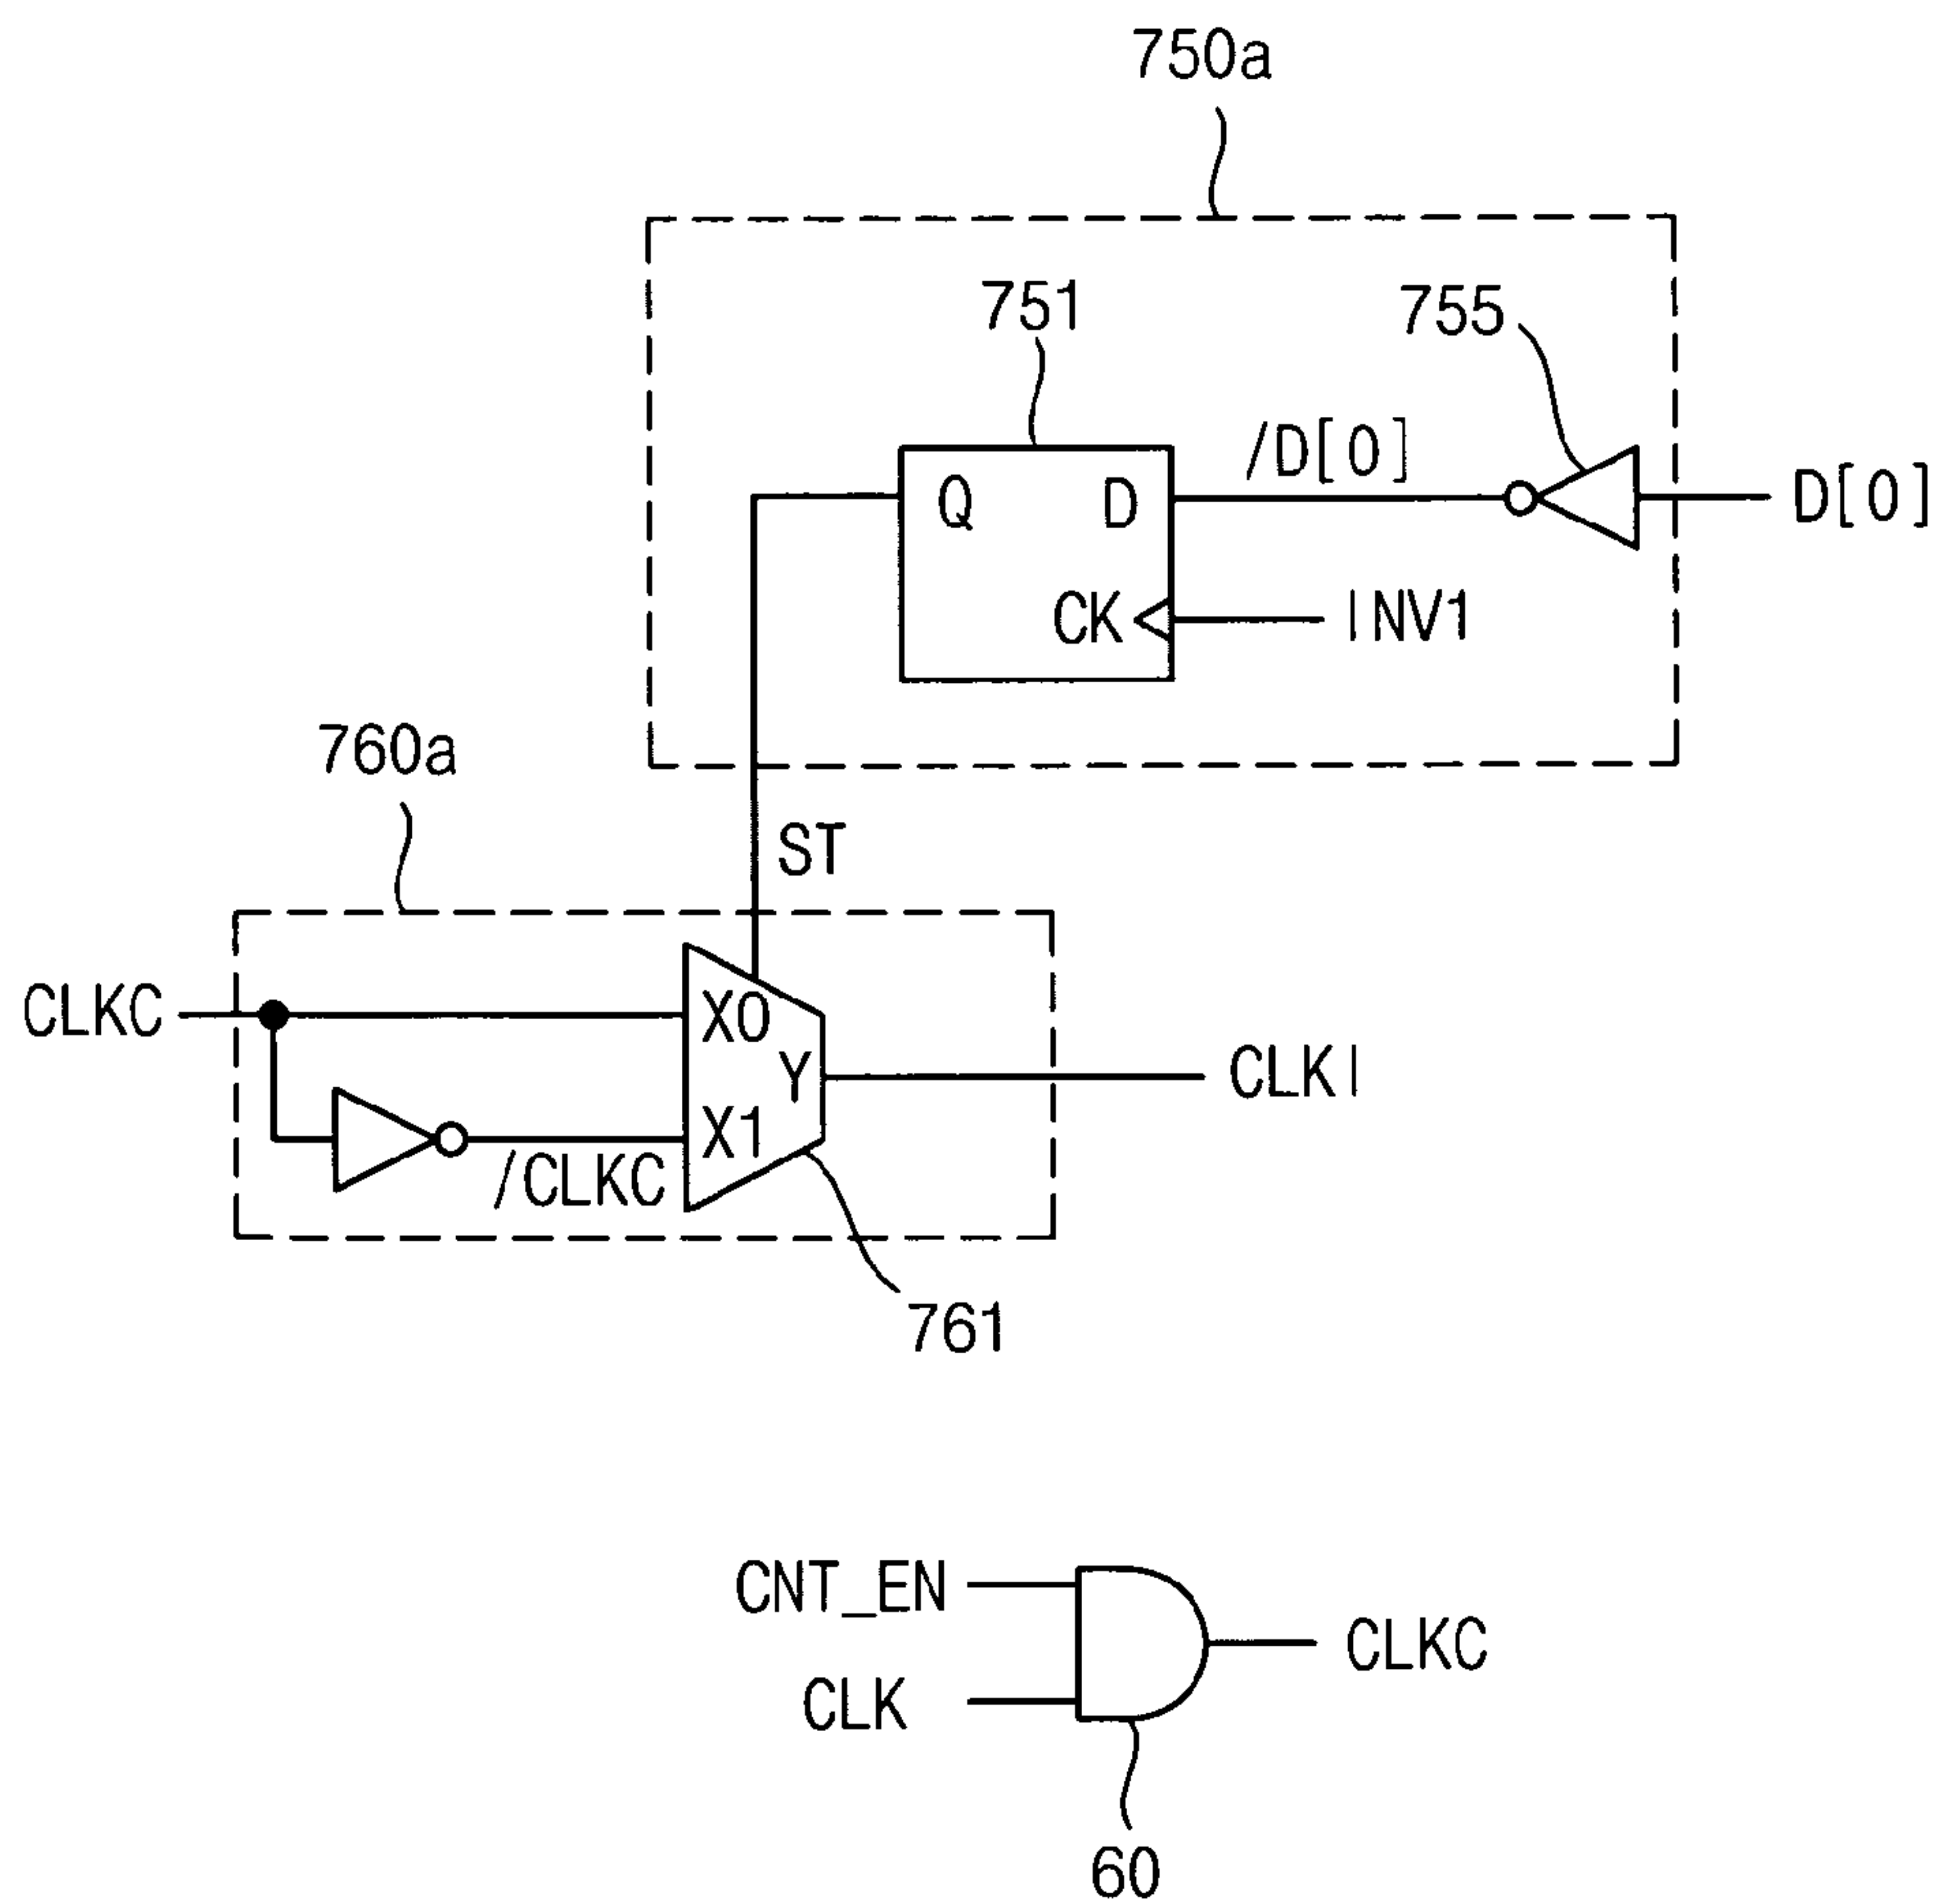 750a
751
755
/D[0]
Q
D
D[0]
CK
INV1
760a
ST
CLKC
X0
Y
CLKI
X1
/CLKC
761
CNT_EN
CLKC
CLK
60